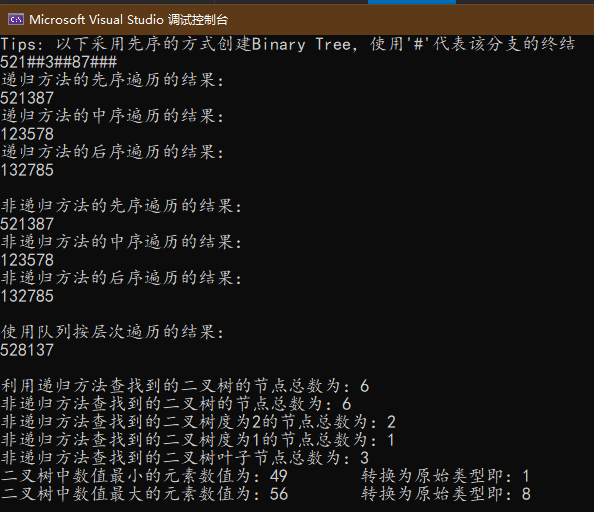 Microsoft Visual Studio 调试控制台
Tips: 以下采用先序的方式创建Binary Tree, 使用'#'代表该分支的终结
521##3##87###
递归方法的先序遍历的结果:
521387
递归方法的中序遍历的结果:
123578
递归方法的后序遍历的结果:
132785
非递归方法的先序遍历的结果:
521387
非递归方法的中序遍历的结果:
123578
非递归方法的后序遍历的结果:
132785
使用队列按层次遍历的结果:
528137
利用递归方法查找到的二叉树的节点总数为: 6
非递归方法查找到的二叉树的节点总数为: 6
非递归方法查找到的二叉树度为2的节点总数为: 2
非递归方法查找到的二叉树度为1的节点总数为: 1
非递归方法查找到的二叉树叶子节点总数为: 3
二叉树中数值最小的元素数值为: 49 转换为原始类型即: 1
二叉树中数值最大的元素数值为: 56 转换为原始类型即: 8